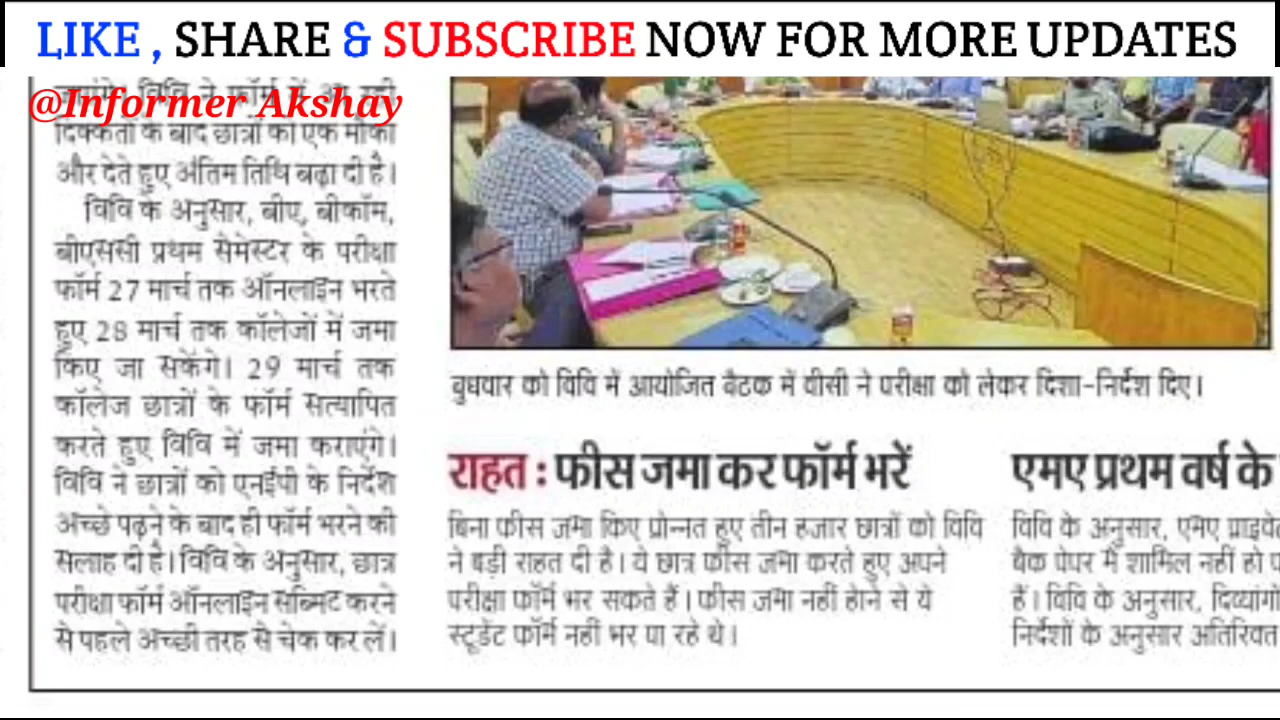 LIKE , SHARE & SUBSCRIBE NOW FOR MORE UPDATES
@Informer Akshay
दिक्कतों के बाद छात्रों को एक मौका
और देते हुए अंतिम तिथि बढ़ा दी है।
विवि के अनुसार, बीए, बीकॉम,
बीएससी प्रथम सेमेस्टर के परीक्षा
फॉर्म 27 मार्च तक ऑनलाइन भरते
हुए 28 मार्च तक कॉलेजों में जमा
किए जा सकेंगे। 29 मार्च तक
कॉलेज छात्रों के फॉर्म सत्यापित
करते हुए विवि में जमा कराएंगे।
विवि ने छात्रों को एनईपी के निर्देश
अच्छे पढ़ने के बाद ही फॉर्म भरने की
सलाह दी है। विवि के अनुसार, छात्र
परीक्षा फॉर्म ऑनलाइन सब्मिट करने
से पहले अच्छी तरह से चेक कर लें।
बुधवार को विवि में आयोजित बैठक में वीसी ने परीक्षा को लेकर दिशा-निर्देश दिए।
राहत : फीस जमा कर फॉर्म भरें
बिना फीस जमा किए प्रोन्नत हुए तीन हजार छात्रों को विवि
ने बड़ी राहत दी है। ये छात्र फीस जमा करते हुए अपने
परीक्षा फॉर्म भर सकते हैं। फीस जमा नहीं होने से ये
स्टूडेंट फॉर्म नहीं भर पा रहे थे।
एमए प्रथम वर्ष के
विवि के अनुसार, एमए प्राइवे
बैक पेपर में शामिल नहीं हो
हैं। विवि के अनुसार, दिव्यांगो
निर्देशों के अनुसार अतिरिक्त